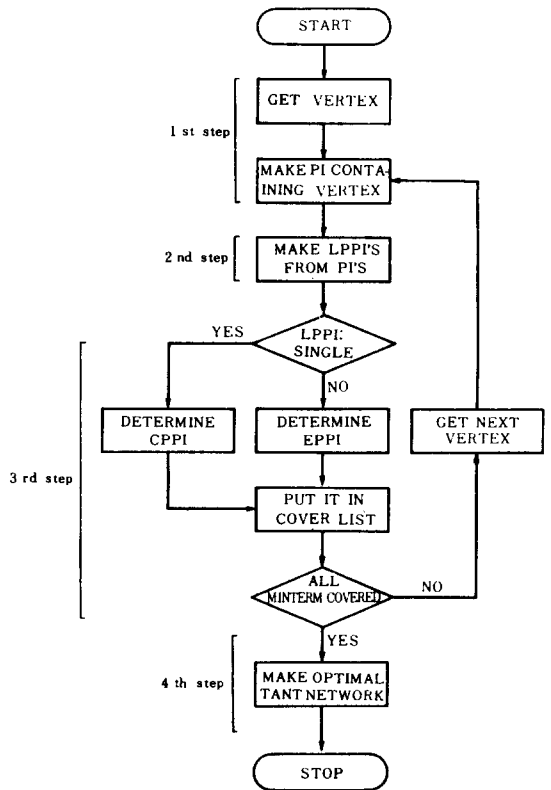 START
GET VERTEX
1 st step
MAKE PI CONTA-
INING VERTEX
2 nd step
MAKE LPPI'S
FROM PI'S
YES
LPPI:
SINGLE
NO
DETERMINE
CPPI
DETERMINE
EPPI
GET NEXT
VERTEX
3 rd step
PUT IT IN
COVER LIST
ALL
MINTERM COVERED
NO
YES
4 th step
MAKE OPTIMAL
TANT NETWORK
STOP